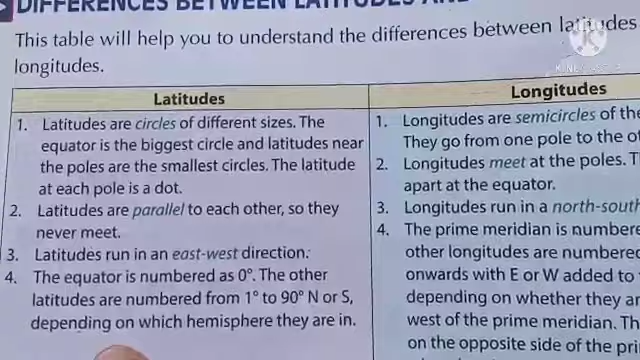 DIFFERENCES BETWEEN LATITUDES AND
This table will help you to understand the differences between latitudes
longitudes.
Latitudes
1. Latitudes are circles of different sizes. The
equator is the biggest circle and latitudes near
the poles are the smallest circles. The latitude
at each pole is a dot.
2. Latitudes are parallel to each other, so they
never meet.
3. Latitudes run in an east-west direction.
4. The equator is numbered as 0°. The other
latitudes are numbered from 1° to 90° N or S,
depending on which hemisphere they are in.
Longitudes
1. Longitudes are semicircles of the
They go from one pole to the
2. Longitudes meet at the poles.
apart at the equator.
3. Longitudes run in a north-south
4. The prime meridian is
other longitudes are
onwards with E or W added to
depending on whether they
west of the prime meridian.
on the opposite side of the